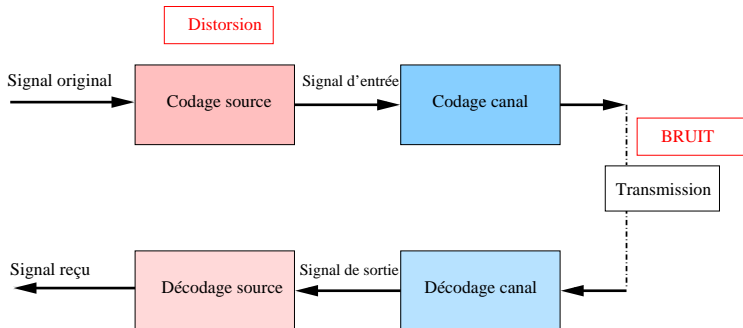 Distorsion
Signal original
Codage source
Signal d'entrée
Codage canal
BRUIT
Transmission
Signal reçu
Décodage source
Signal de sortie
Décodage canal